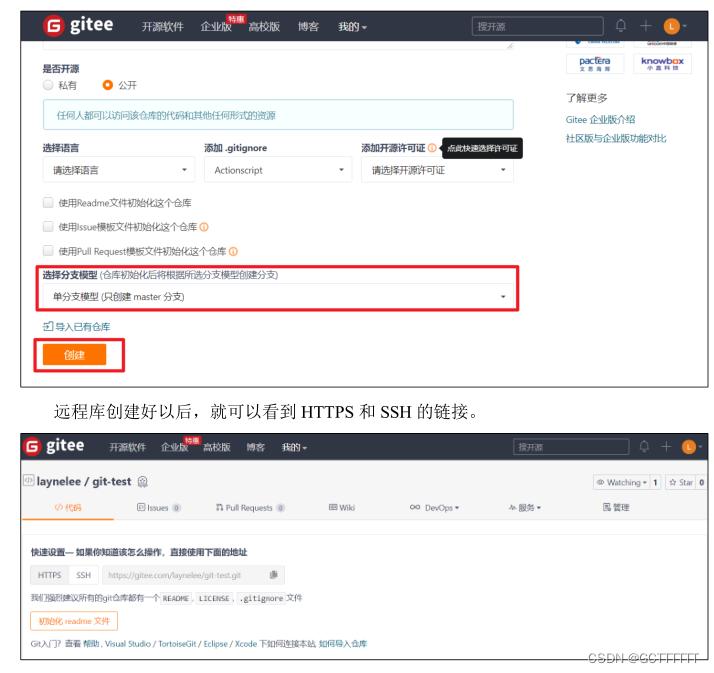 gitee 开源软件 企业版 特惠 高校版 博客 我的 搜开源 L
pactera 文思海辉 knowbox 小盒科技
是否开源
私有 公开
任何人都可以访问该仓库的代码和其他任何形式的资源
了解更多
Gitee 企业版介绍
社区版与企业版功能对比
选择语言 添加 .gitignore 添加开源许可证 点此快速选择许可证
请选择语言 Actionscript 请选择开源许可证
使用Readme文件初始化这个仓库
使用Issue模板文件初始化这个仓库
使用Pull Request模板文件初始化这个仓库
选择分支模型 (仓库初始化后将根据所选分支模型创建分支)
单分支模型 (只创建 master 分支)
导入已有仓库
创建
远程库创建好以后，就可以看到 HTTPS 和 SSH 的链接。
gitee 开源软件 企业版 特惠 高校版 博客 我的 搜开源 L
laynelee / git-test Watching 1 Star 0
代码 Issues 0 Pull Requests 0 Wiki DevOps 服务 管理
快速设置— 如果你知道该怎么操作，直接使用下面的地址
HTTPS SSH https://gitee.com/laynelee/git-test.git
我们强烈建议所有的git仓库都有一个 README , LICENSE , .gitignore 文件
初始化 readme 文件
Git入门？查看 帮助 , Visual Studio / TortoiseGit / Eclipse / Xcode 下如何连接本站, 如何导入仓库
CSDN @GCTTTTTT